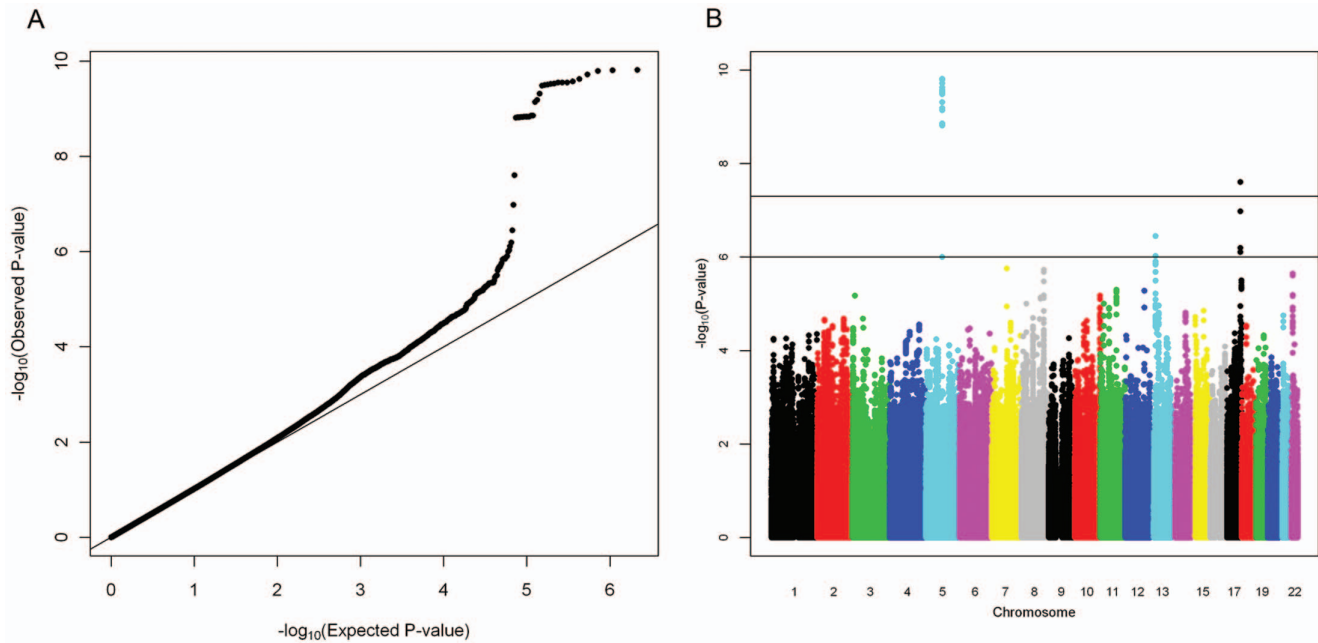 A
B
-log10(Observed P-value)
10
8
6
4
2
0
0 1 2 3 4 5 6
-log10(Expected P-value)
-log10(P-value)
10
8
6
4
2
0
1 2 3 4 5 6 7 8 9 10 11 12 13 15 17 19 22
Chromosome